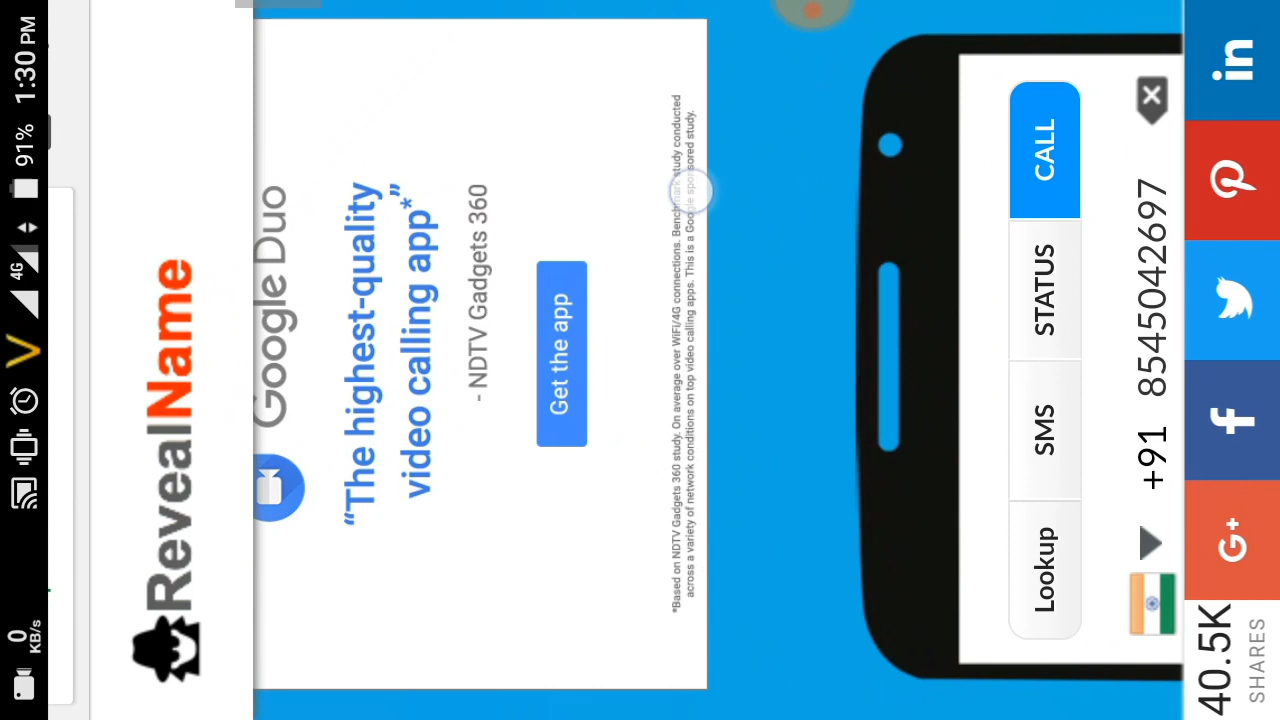 0
KB/s
4G
91%
1:30 PM
RevealName
Google Duo
“The highest-quality
video calling app*”
- NDTV Gadgets 360
Get the app
*Based on NDTV Gadgets 360 study. On average over WiFi/4G connections. Benchmark study conducted
across a variety of network conditions on top video calling apps. This is a Google sponsored study.
Lookup
SMS
STATUS
CALL
+91 8545042697
40.5K
SHARES
G+
f
in